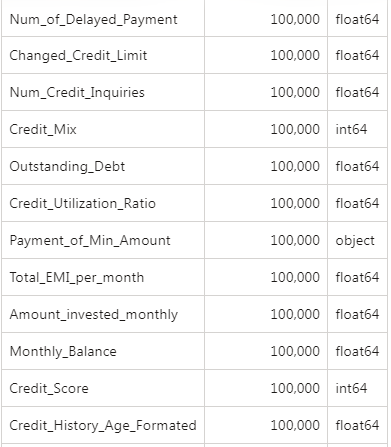 Num_of_Delayed_Payment 100,000 float64
Changed_Credit_Limit 100,000 float64
Num_Credit_Inquiries 100,000 float64
Credit_Mix 100,000 int64
Outstanding_Debt 100,000 float64
Credit_Utilization_Ratio 100,000 float64
Payment_of_Min_Amount 100,000 object
Total_EMI_per_month 100,000 float64
Amount_invested_monthly 100,000 float64
Monthly_Balance 100,000 float64
Credit_Score 100,000 int64
Credit_History_Age_Formated 100,000 float64